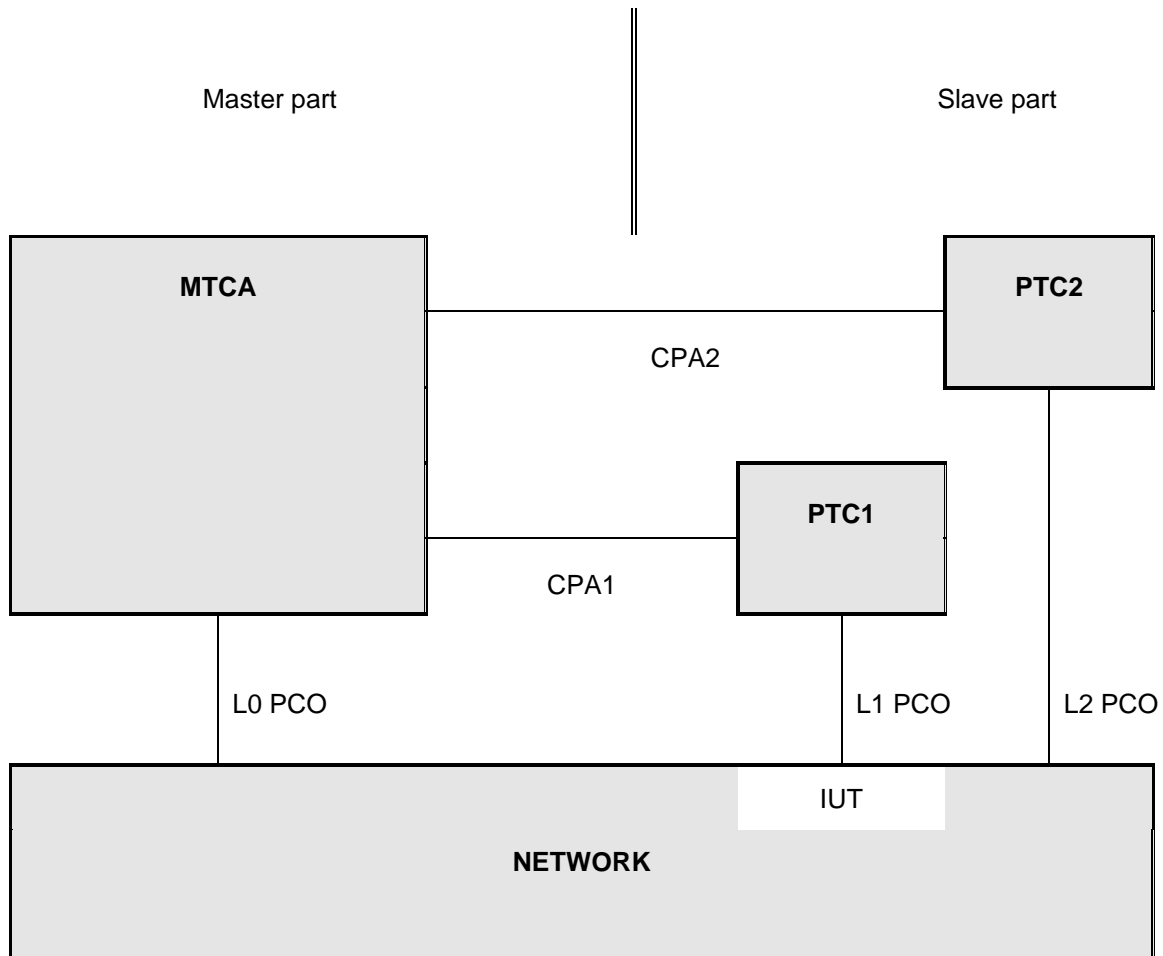 Master part
Slave part
MTCA
PTC2
CPA2
PTC1
CPA1
L0 PCO
L1 PCO
L2 PCO
IUT
NETWORK